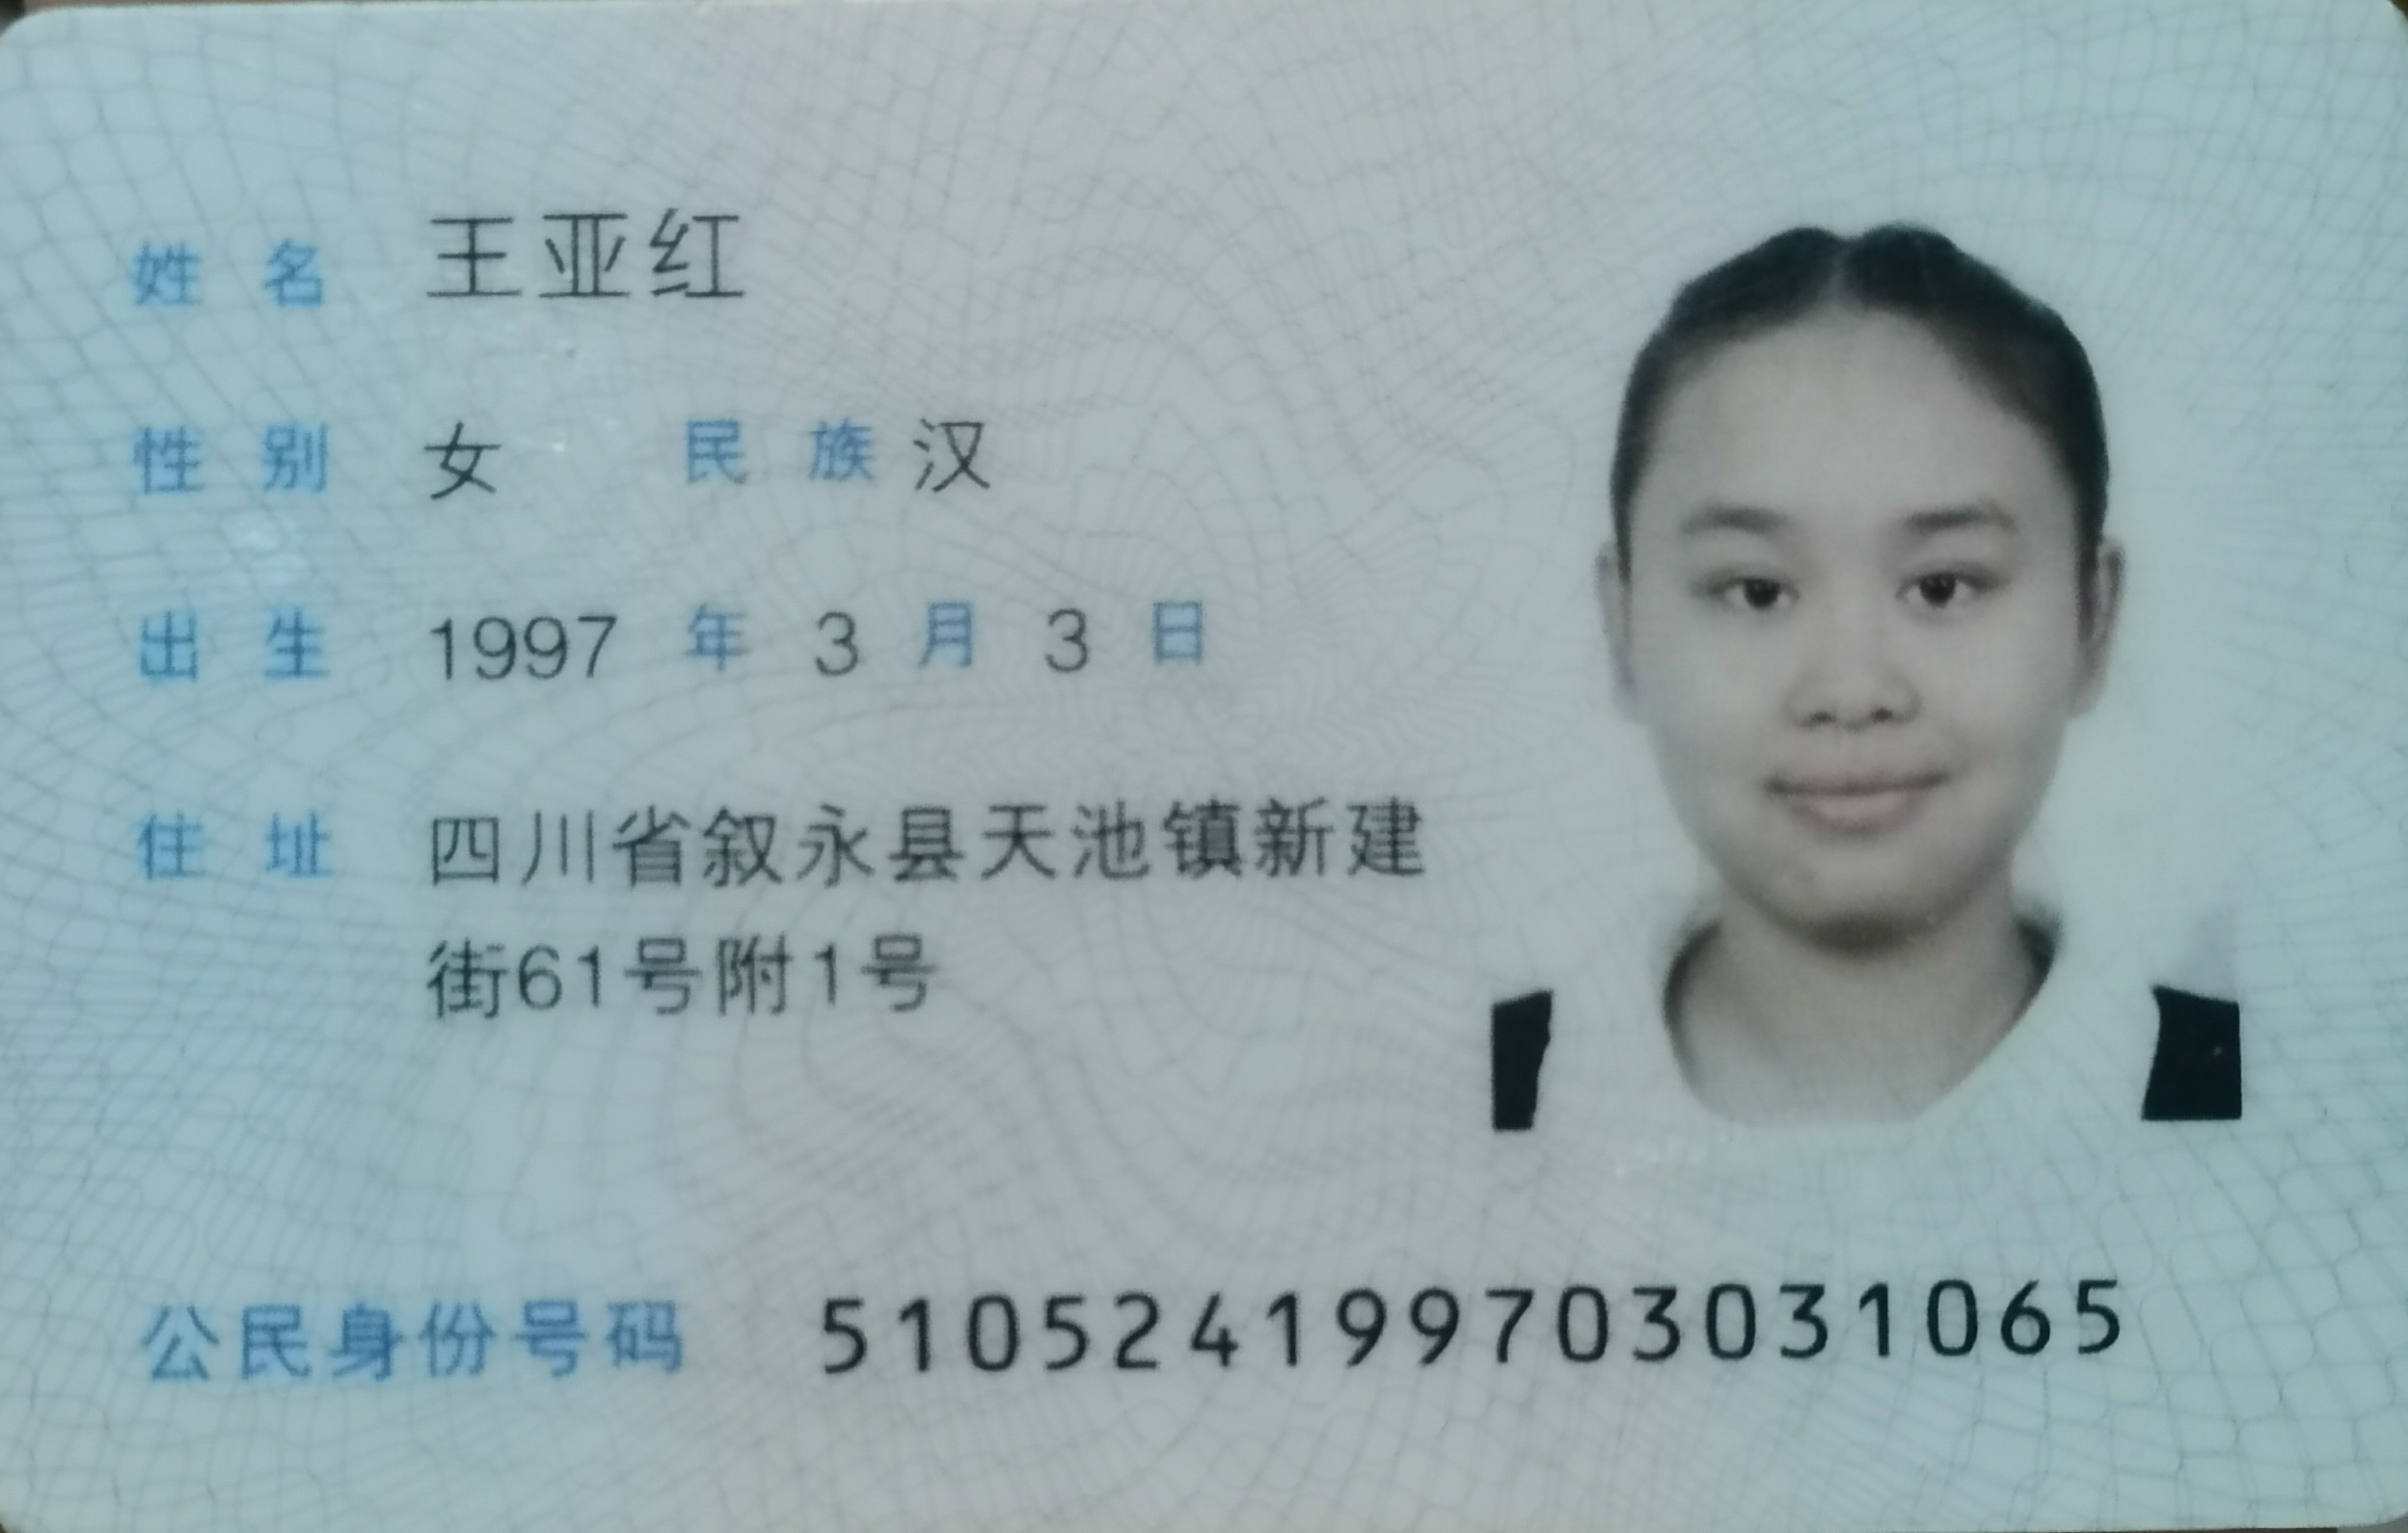 姓名 王亚红
性别 女 民族 汉
出生 1997 年 3 月 3 日
住址 四川省叙永县天池镇新建
街61号附1号
公民身份号码 510524199703031065